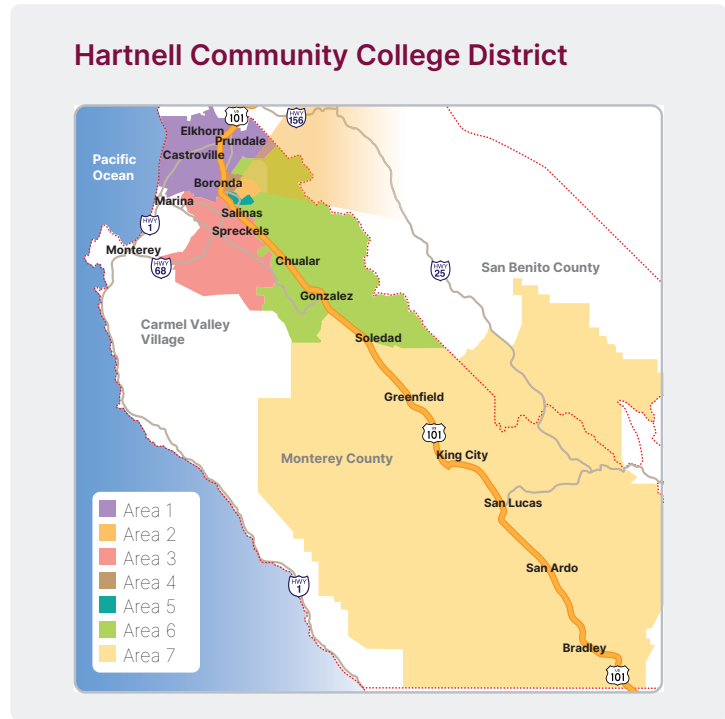 Hartnell Community College District
US
101
HWY
156
Elkhorn
Prundale
Castroville
Pacific
Ocean
Boronda
Marina
Salinas
HWY
1
Spreckels
Monterey
HWY
68
Chualar
HWY
25
San Benito County
Gonzalez
Carmel Valley
Village
Soledad
Greenfield
US
101
King City
Monterey County
San Lucas
Area 1
Area 2
Area 3
Area 4
Area 5
Area 6
Area 7
San Ardo
HWY
1
Bradley
US
101